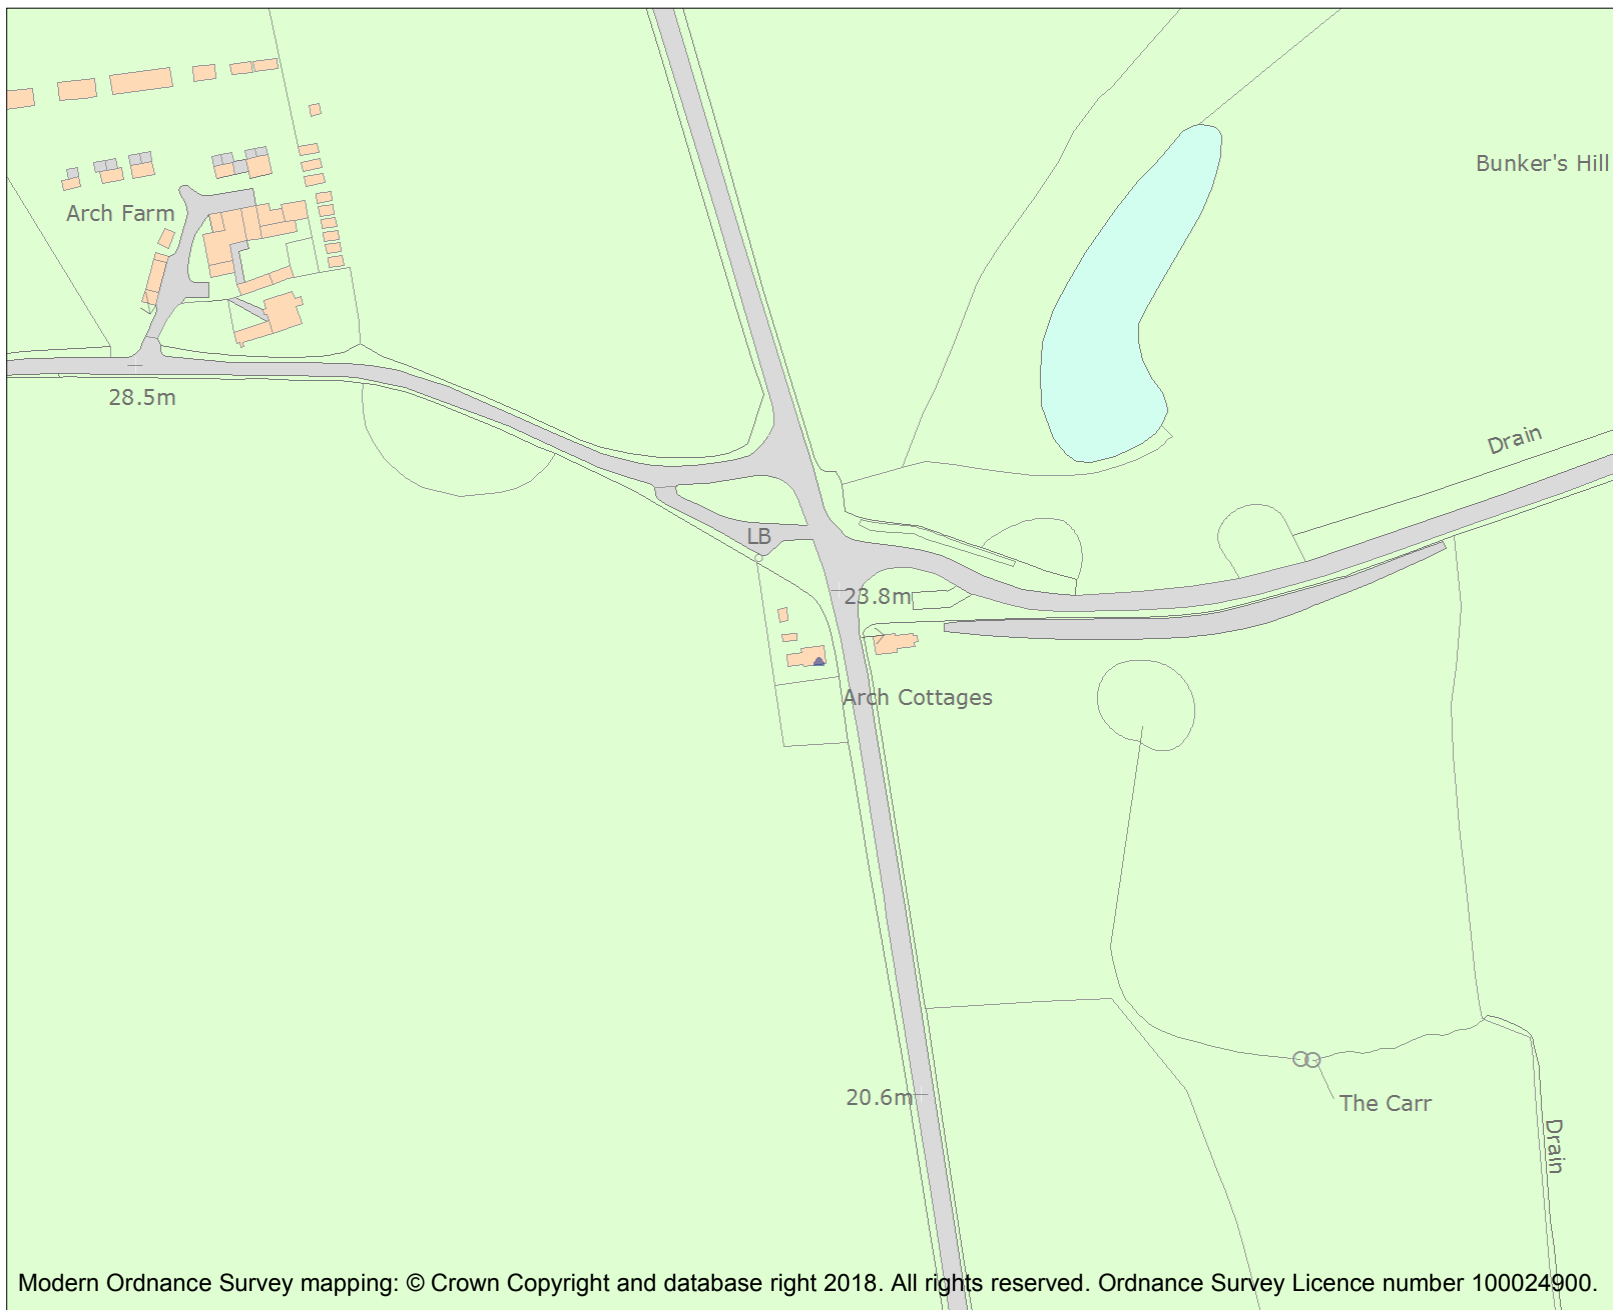 Bunker's Hill
Arch Farm
28.5m
Drain
LB
23.8m
Arch Cottages
20.6m
The Carr
Drain
Modern Ordnance Survey mapping: © Crown Copyright and database right 2018. All rights reserved. Ordnance Survey Licence number 100024900.